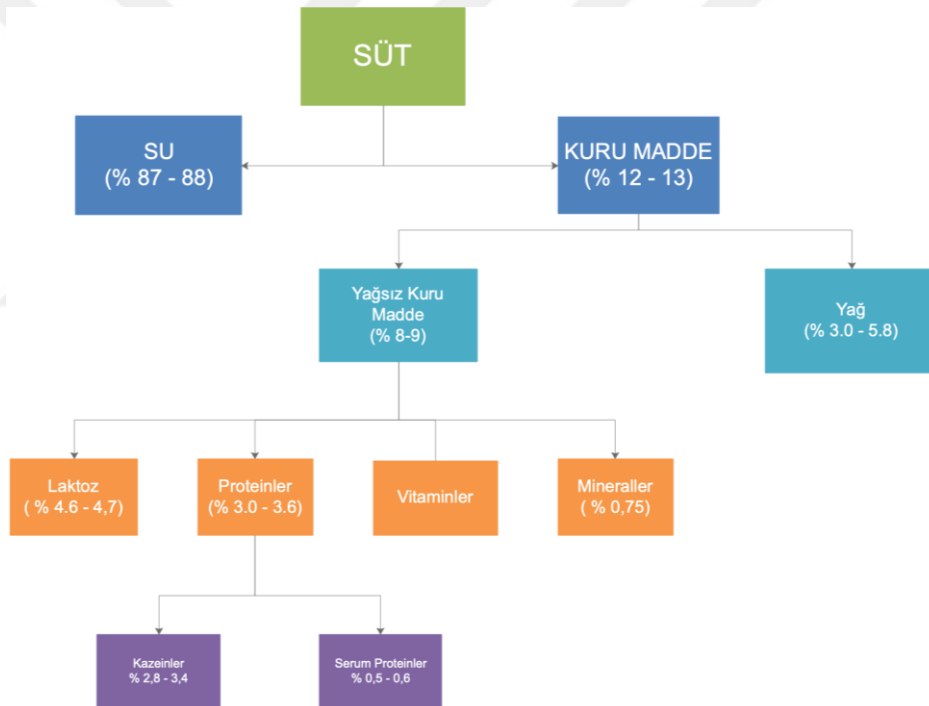 SÜT
SU
(% 87 - 88)
KURU MADDE
(% 12 - 13)
Yağsız Kuru
Madde
(% 8-9)
Yağ
(% 3.0 - 5.8)
Laktoz
( % 4.6 - 4,7)
Proteinler
(% 3.0 - 3.6)
Vitaminler
Mineraller
( % 0,75)
Kazeinler
% 2,8 - 3,4
Serum Proteinler
% 0,5 - 0,6